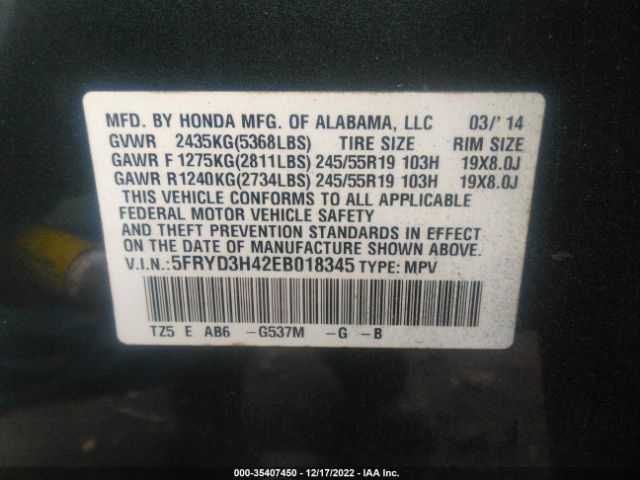 MFD. BY HONDA MFG. OF ALABAMA, LLC 03/' 14
GVWR 2435KG(5368LBS) TIRE SIZE RIM SIZE
GAWR F 1275KG(2811LBS) 245/55R19 103H 19X8.0J
GAWR R 1240KG(2734LBS) 245/55R19 103H 19X8.0J
THIS VEHICLE CONFORMS TO ALL APPLICABLE
FEDERAL MOTOR VEHICLE SAFETY
AND THEFT PREVENTION STANDARDS IN EFFECT
ON THE DATE OF MANUFACTURE SHOWN ABOVE.
V.I.N.: 5FRYD3H42EB018345 TYPE: MPV
TZ5 E AB6 -G537M -G -B
000-35407450 - 12/17/2022 - IAA Inc.